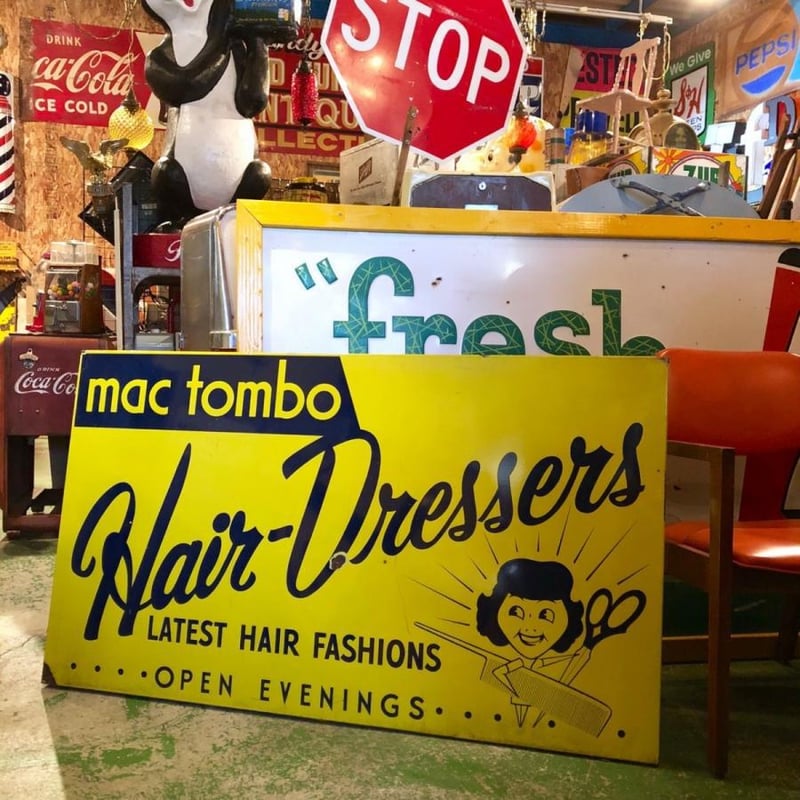 STOP
DRINK
Coca-Cola
ICE COLD
We Give
S&H
PEPSI
"fresh
DRINK
Coca-Cola
mac tombo
Hair-Dressers
LATEST HAIR FASHIONS
OPEN EVENINGS